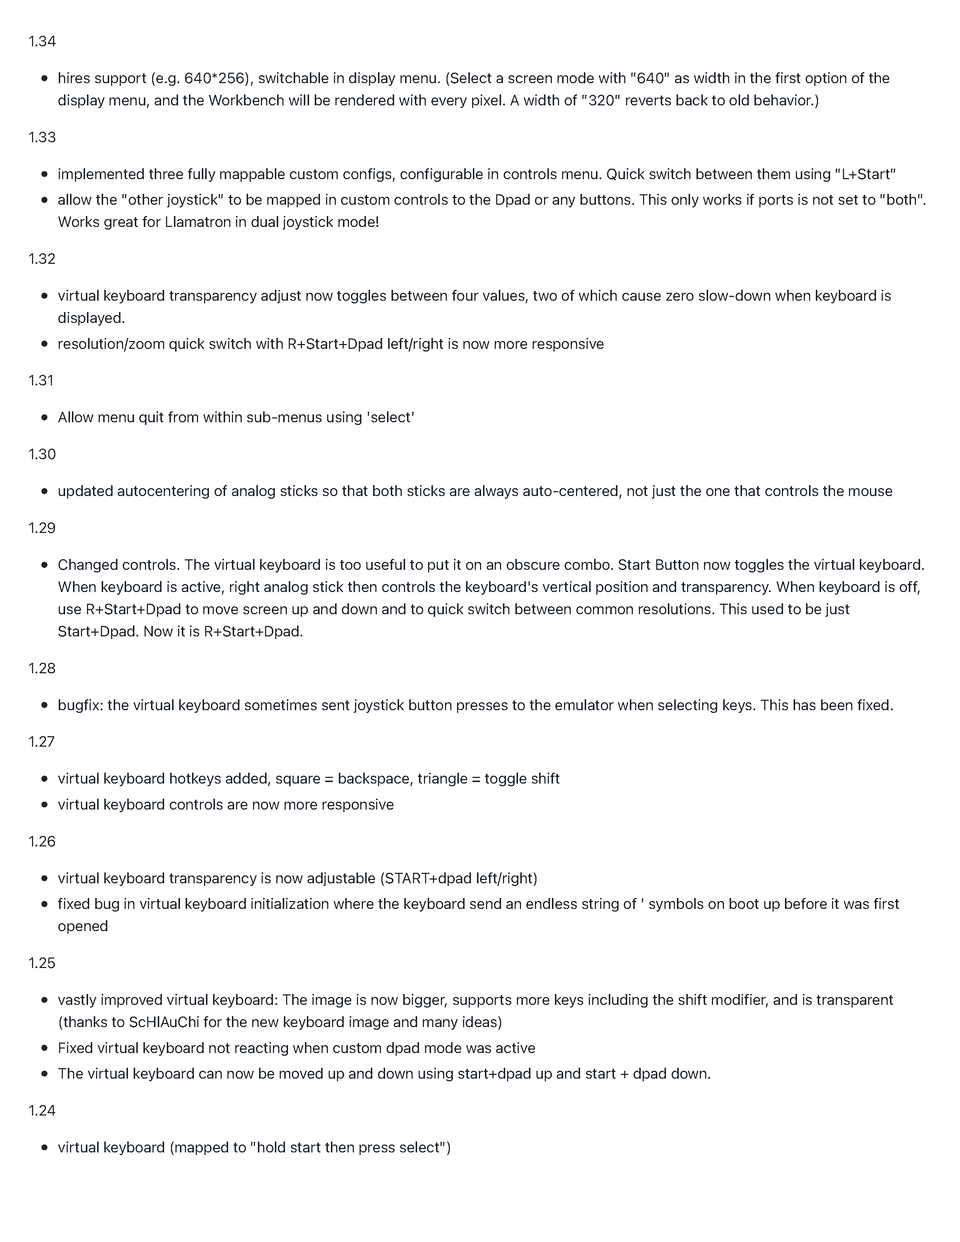 1.34
• hires support (e.g. 640*256), switchable in display menu. (Select a screen mode with "640" as width in the first option of the
display menu, and the Workbench will be rendered with every pixel. A width of "320" reverts back to old behavior.)
1.33
• implemented three fully mappable custom configs, configurable in controls menu. Quick switch between them using "L+Start"
• allow the "other joystick" to be mapped in custom controls to the Dpad or any buttons. This only works if ports is not set to "both".
Works great for Llamatron in dual joystick mode!
1.32
• virtual keyboard transparency adjust now toggles between four values, two of which cause zero slow-down when keyboard is
displayed.
• resolution/zoom quick switch with R+Start+Dpad left/right is now more responsive
1.31
• Allow menu quit from within sub-menus using 'select'
1.30
• updated autocentering of analog sticks so that both sticks are always auto-centered, not just the one that controls the mouse
1.29
• Changed controls. The virtual keyboard is too useful to put it on an obscure combo. Start Button now toggles the virtual keyboard.
When keyboard is active, right analog stick then controls the keyboard's vertical position and transparency. When keyboard is off,
use R+Start+Dpad to move screen up and down and to quick switch between common resolutions. This used to be just
Start+Dpad. Now it is R+Start+Dpad.
1.28
• bugfix: the virtual keyboard sometimes sent joystick button presses to the emulator when selecting keys. This has been fixed.
1.27
• virtual keyboard hotkeys added, square = backspace, triangle = toggle shift
• virtual keyboard controls are now more responsive
1.26
• virtual keyboard transparency is now adjustable (START+dpad left/right)
• fixed bug in virtual keyboard initialization where the keyboard send an endless string of ' symbols on boot up before it was first
opened
1.25
• vastly improved virtual keyboard: The image is now bigger, supports more keys including the shift modifier, and is transparent
(thanks to ScHlAuChi for the new keyboard image and many ideas)
• Fixed virtual keyboard not reacting when custom dpad mode was active
• The virtual keyboard can now be moved up and down using start+dpad up and start + dpad down.
1.24
• virtual keyboard (mapped to "hold start then press select")